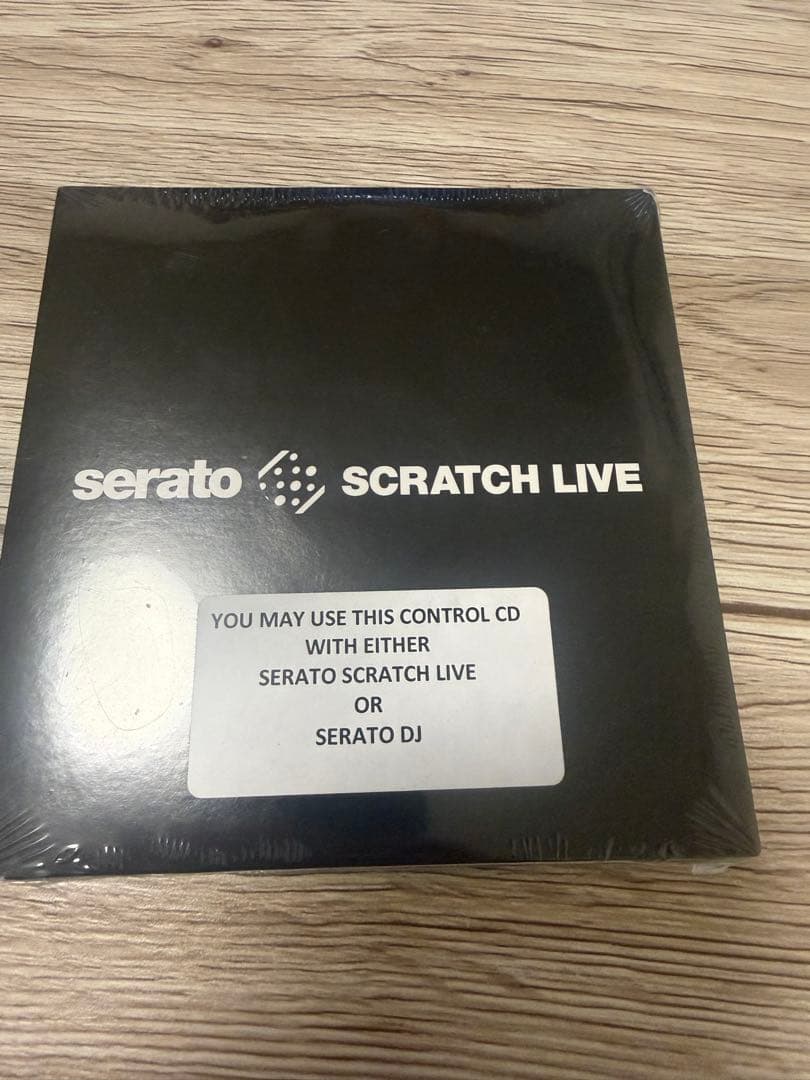 serato SCRATCH LIVE
YOU MAY USE THIS CONTROL CD
WITH EITHER
SERATO SCRATCH LIVE
OR
SERATO DJ